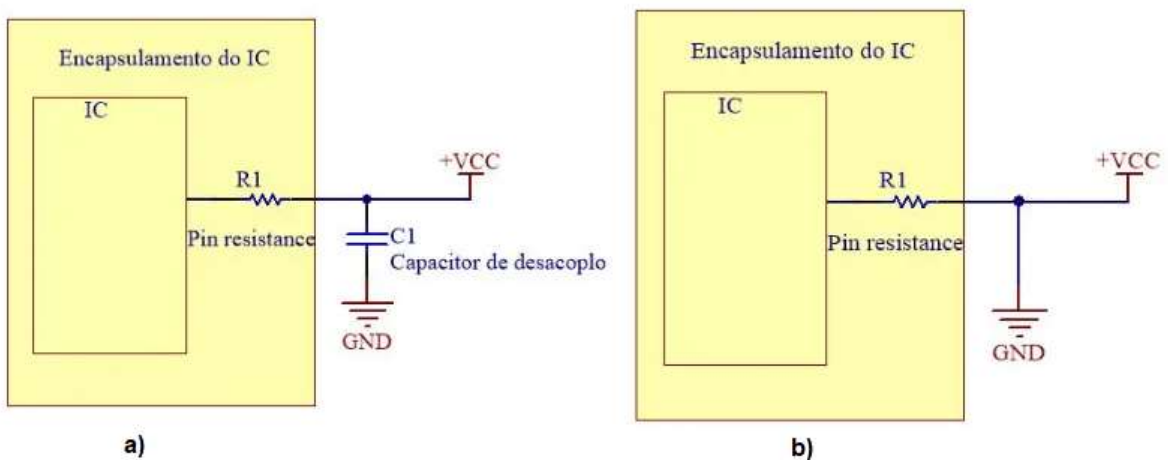 Encapsulamento do IC
IC
R1
+VCC
Pin resistance
C1
Capacitor de desacoplo
GND
a)
Encapsulamento do IC
IC
R1
+VCC
Pin resistance
GND
b)